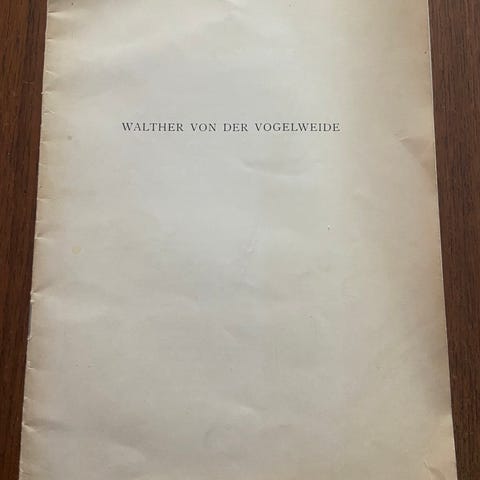 WALTHER VON DER VOGELWEIDE